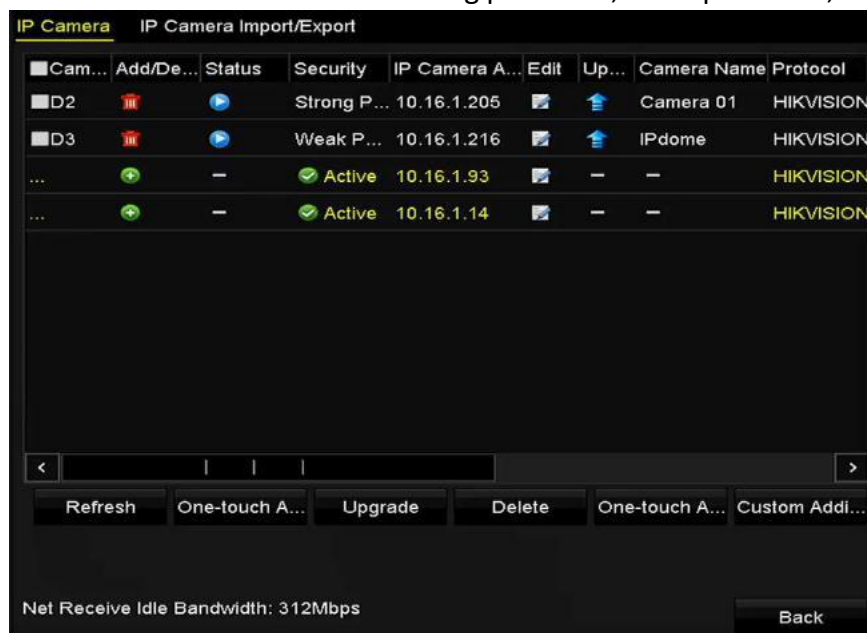 IP Camera IP Camera Import/Export
Cam... Add/De... Status Security IP Camera A... Edit Up... Camera Name Protocol
D2 Strong P... 10.16.1.205 Camera 01 HIKVISION
D3 Weak P... 10.16.1.216 IPdome HIKVISION
... – Active 10.16.1.93 – – HIKVISION
... – Active 10.16.1.14 – – HIKVISION
Refresh One-touch A... Upgrade Delete One-touch A... Custom Addi...
Net Receive Idle Bandwidth: 312Mbps
Back